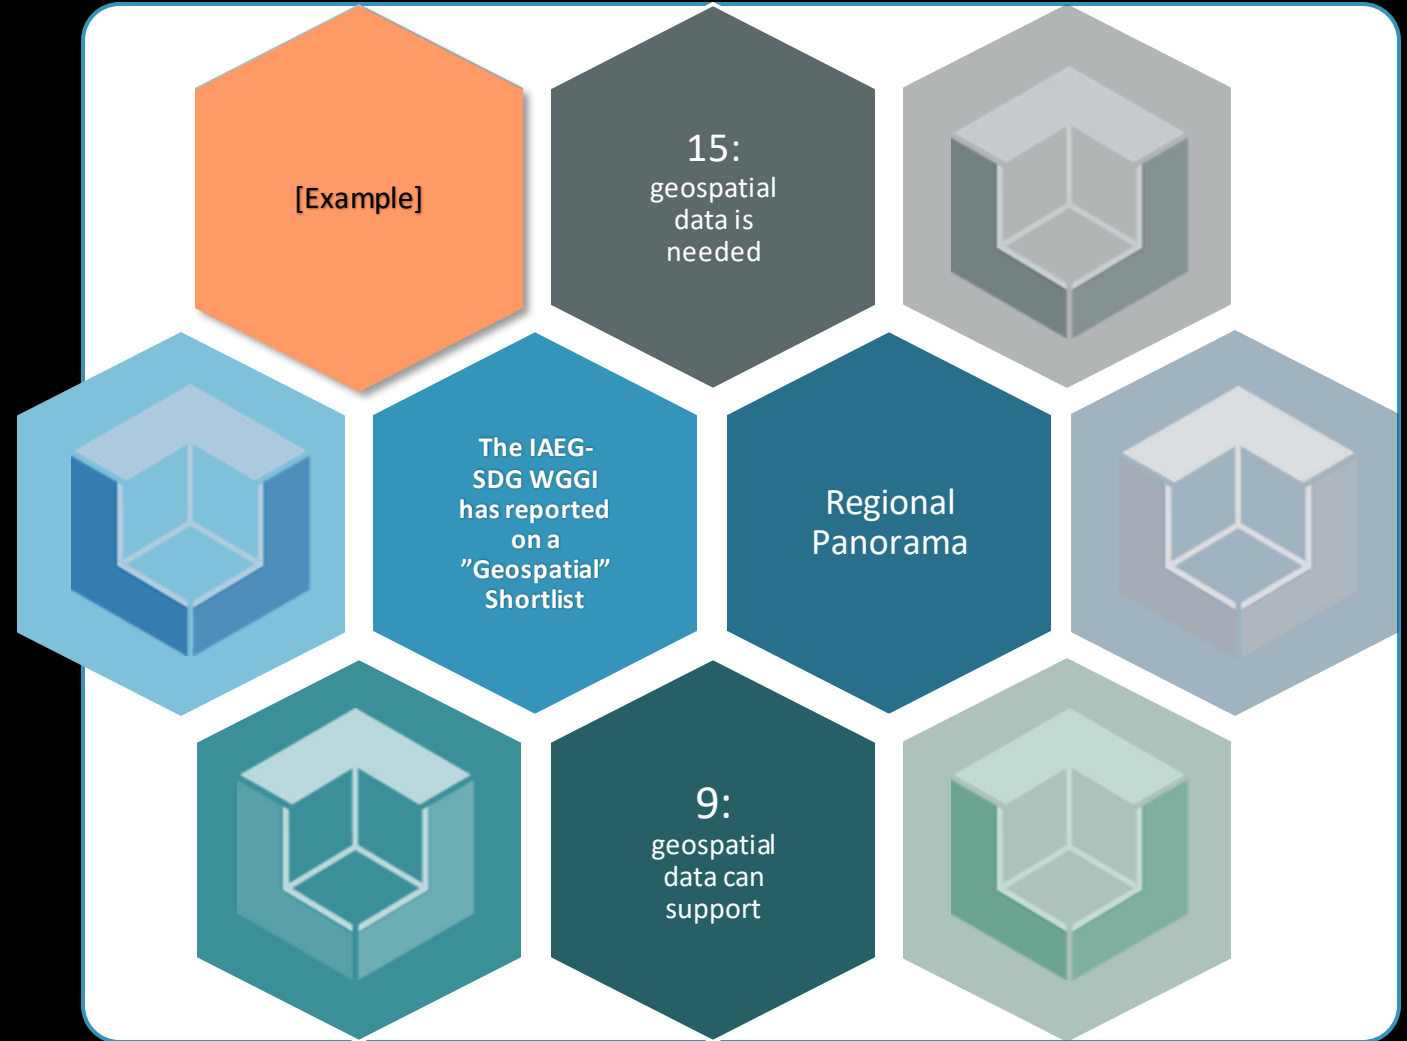 [Example]
15:
geospatial
data is
needed
The IAEG-
SDG WGGI
has reported
on a
”Geospatial”
Shortlist
Regional
Panorama
9:
geospatial
data can
support